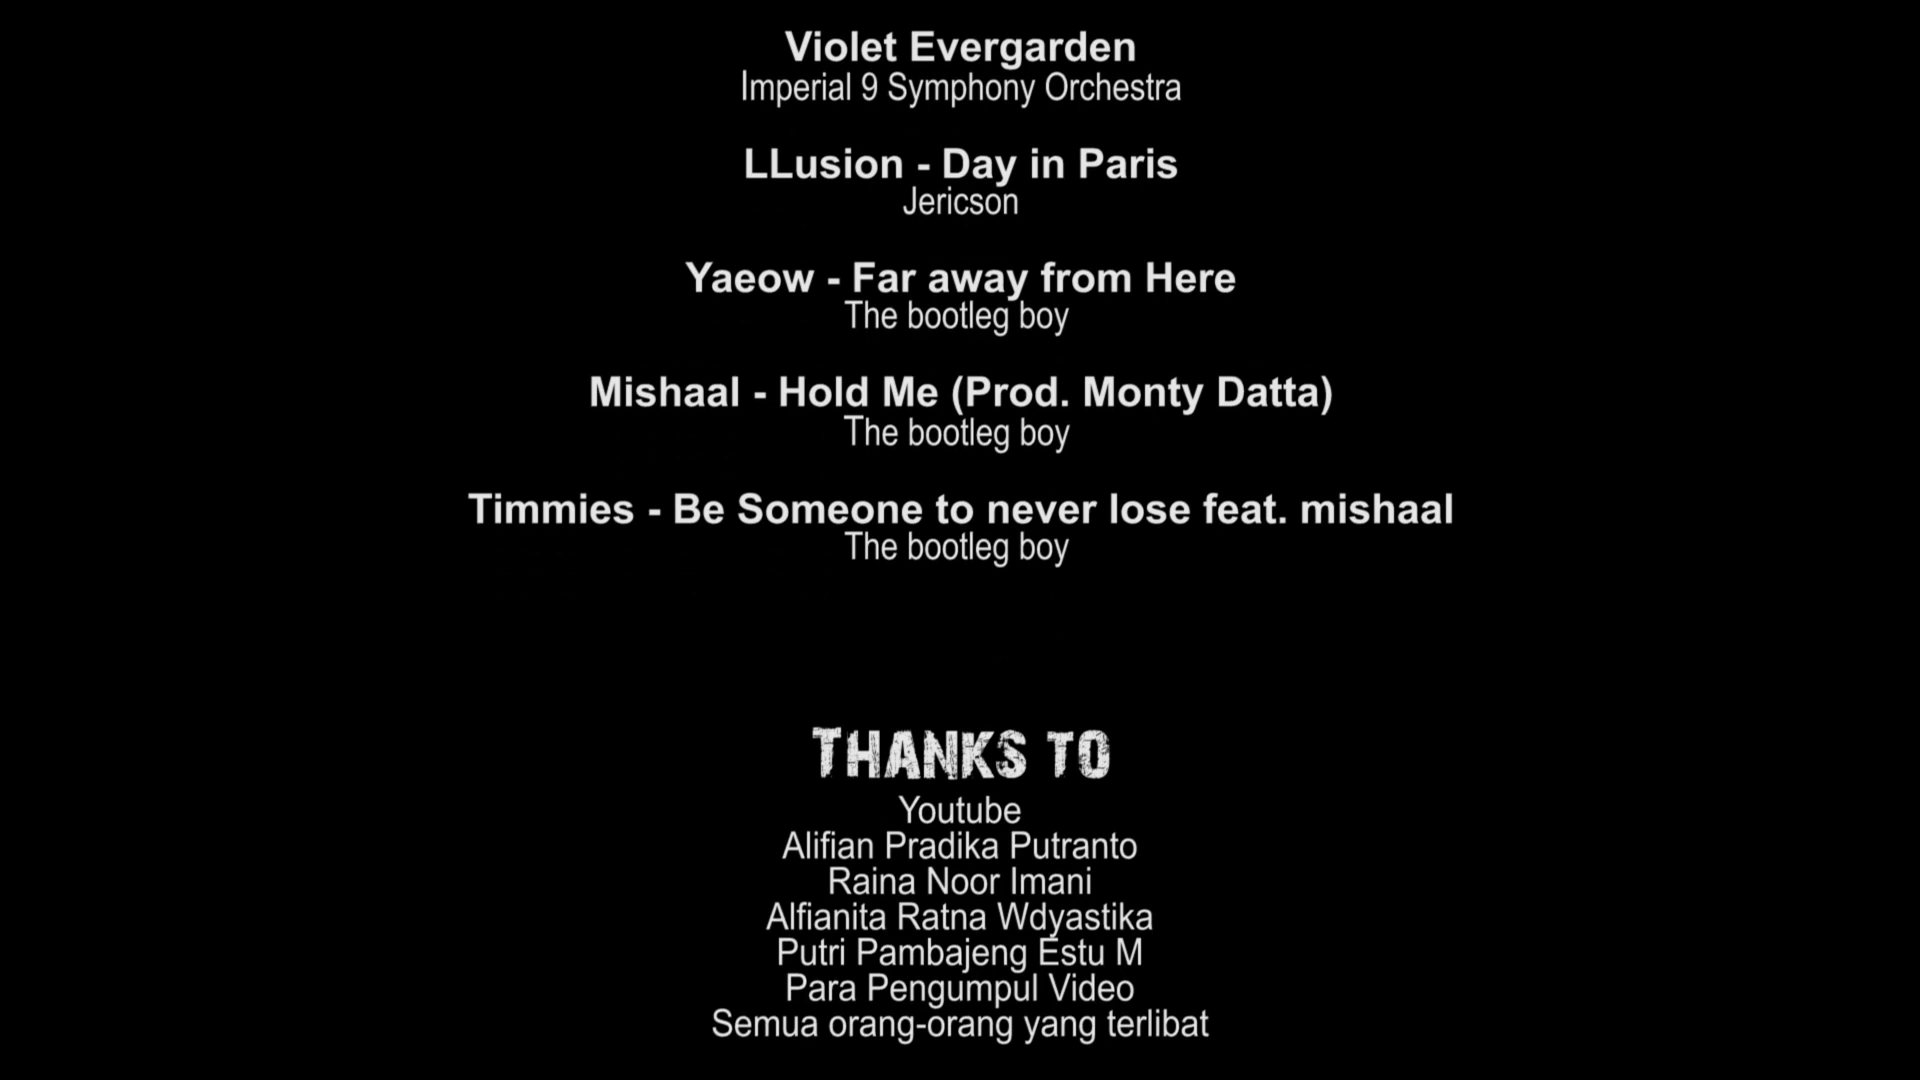 Violet Evergarden
Imperial 9 Symphony Orchestra
LLusion - Day in Paris
Jericson
Yaeow - Far away from Here
The bootleg boy
Mishaal - Hold Me (Prod. Monty Datta)
The bootleg boy
Timmies - Be Someone to never lose feat. mishaal
The bootleg boy
THANKS TO
Youtube
Alifian Pradika Putranto
Raina Noor Imani
Alfianita Ratna Wdyastika
Putri Pambajeng Estu M
Para Pengumpul Video
Semua orang-orang yang terlibat